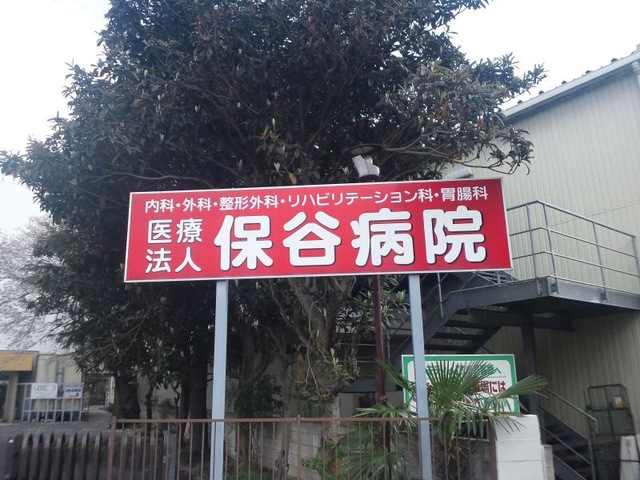 内科・外科・整形外科・リハビリテーション科・胃腸科
医療
法人
保谷病院